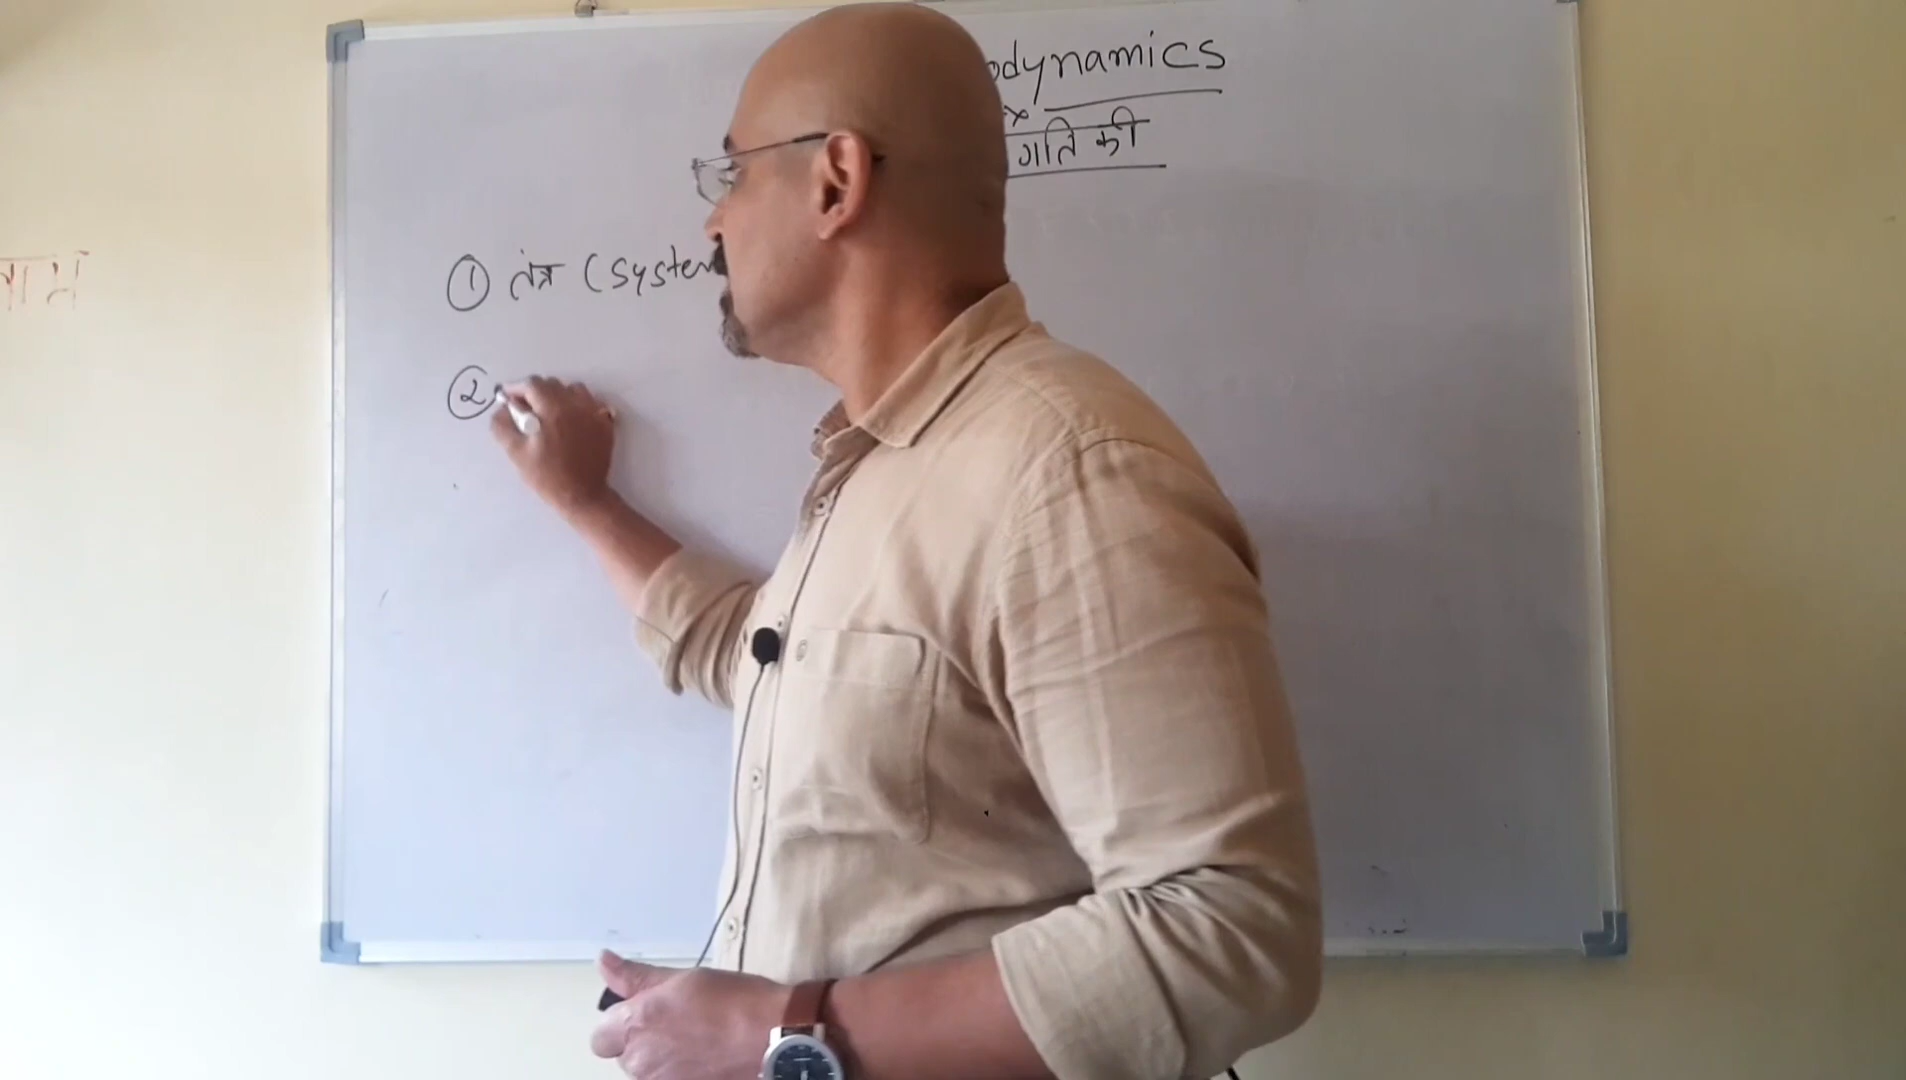 odynamics
गति की
① तंत्र (system
②